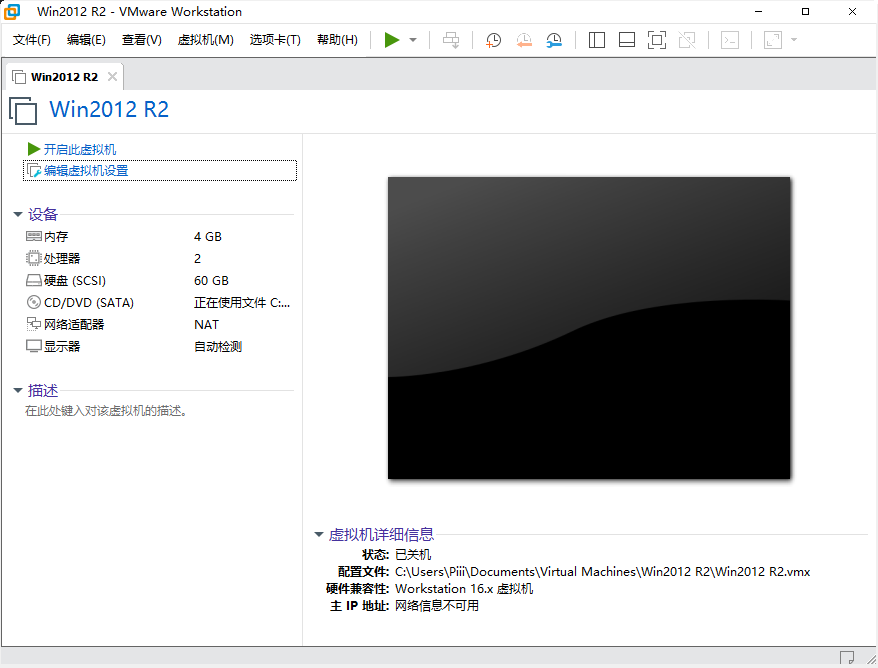 Win2012 R2 - VMware Workstation
文件(F) 编辑(E) 查看(V) 虚拟机(M) 选项卡(T) 帮助(H)
Win2012 R2
Win2012 R2
开启此虚拟机
编辑虚拟机设置
设备
内存 4 GB
处理器 2
硬盘 (SCSI) 60 GB
CD/DVD (SATA) 正在使用文件 C:...
网络适配器 NAT
显示器 自动检测
描述
在此处键入对该虚拟机的描述。
虚拟机详细信息
状态: 已关机
配置文件: C:\Users\Piii\Documents\Virtual Machines\Win2012 R2\Win2012 R2.vmx
硬件兼容性: Workstation 16.x 虚拟机
主 IP 地址: 网络信息不可用